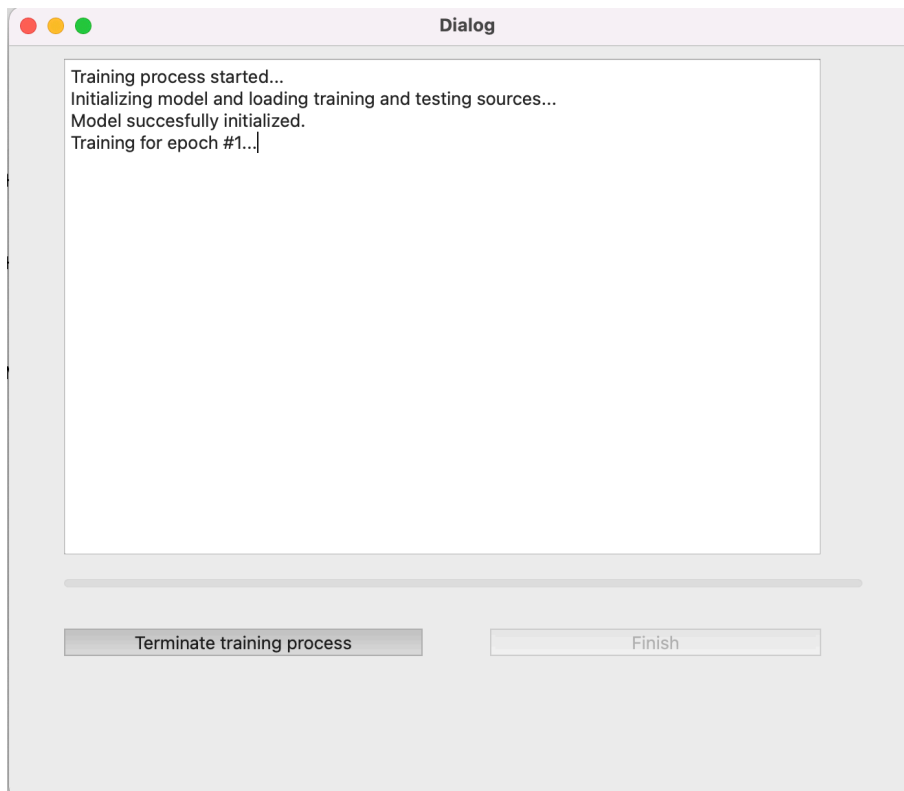 Dialog
Training process started...
Initializing model and loading training and testing sources...
Model succesfully initialized.
Training for epoch #1...
Terminate training process
Finish